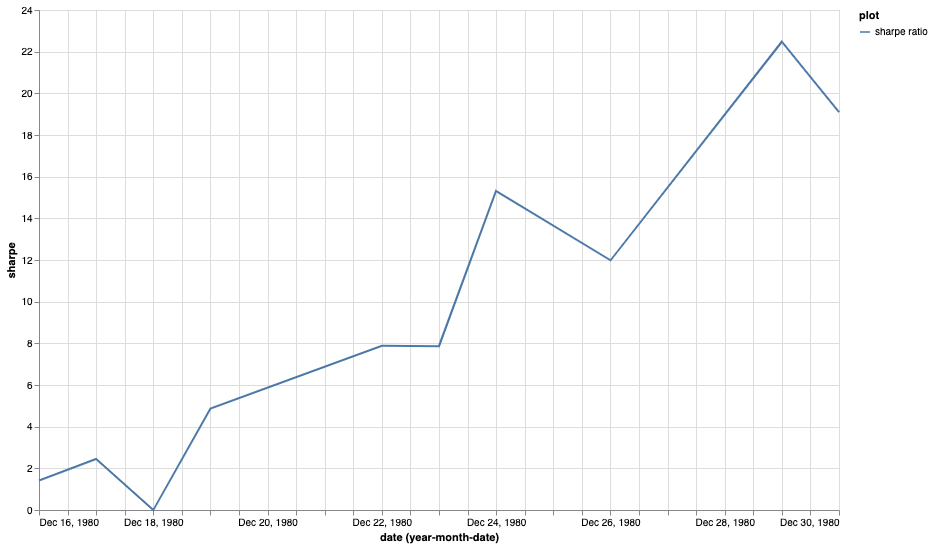 plot
sharpe ratio
24
22
20
18
16
14
12
10
8
6
4
2
0
sharpe
Dec 16, 1980 Dec 18, 1980 Dec 20, 1980 Dec 22, 1980 Dec 24, 1980 Dec 26, 1980 Dec 28, 1980 Dec 30, 1980
date (year-month-date)